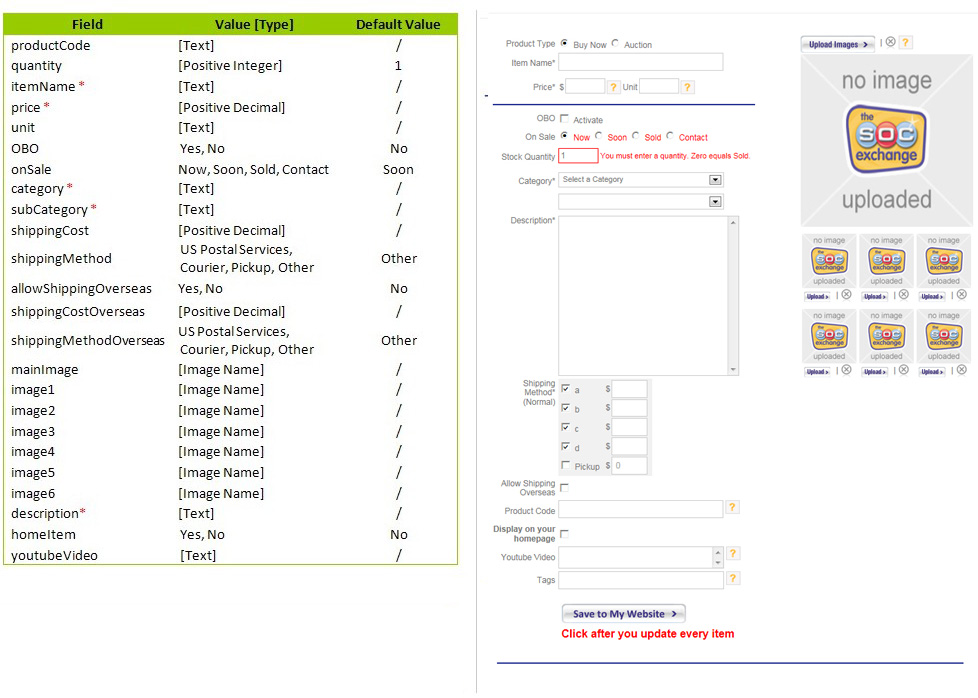 Field Value [Type] Default Value
productCode [Text] /
quantity [Positive Integer] 1
itemName * [Text] /
price * [Positive Decimal] /
unit [Text] /
OBO Yes, No No
onSale Now, Soon, Sold, Contact Soon
category * [Text] /
subCategory * [Text] /
shippingCost [Positive Decimal] /
shippingMethod US Postal Services, Courier, Pickup, Other Other
allowShippingOverseas Yes, No No
shippingCostOverseas [Positive Decimal] /
shippingMethodOverseas US Postal Services, Courier, Pickup, Other Other
mainImage [Image Name] /
image1 [Image Name] /
image2 [Image Name] /
image3 [Image Name] /
image4 [Image Name] /
image5 [Image Name] /
image6 [Image Name] /
description* [Text] /
homeItem Yes, No No
youtubeVideo [Text] /
Product Type Buy Now Auction
Item Name*
Price* $ ? Unit ?
OBO Activate
On Sale Now Soon Sold Contact
Stock Quantity 1 You must enter a quantity. Zero equals Sold.
Category* Select a Category
Description*
Shipping
Method*
(Normal)
a $
b $
c $
d $
Pickup $ 0
Allow Shipping
Overseas
Product Code ?
Display on your
homepage
Youtube Video ?
Tags ?
Save to My Website >
Click after you update every item
Upload Images > | ?
no image
the
SOC
exchange
uploaded
no image no image no image
the SOC exchange the SOC exchange the SOC exchange
uploaded uploaded uploaded
Upload > | Upload > | Upload > |
no image no image no image
the SOC exchange the SOC exchange the SOC exchange
uploaded uploaded uploaded
Upload > | Upload > | Upload > |